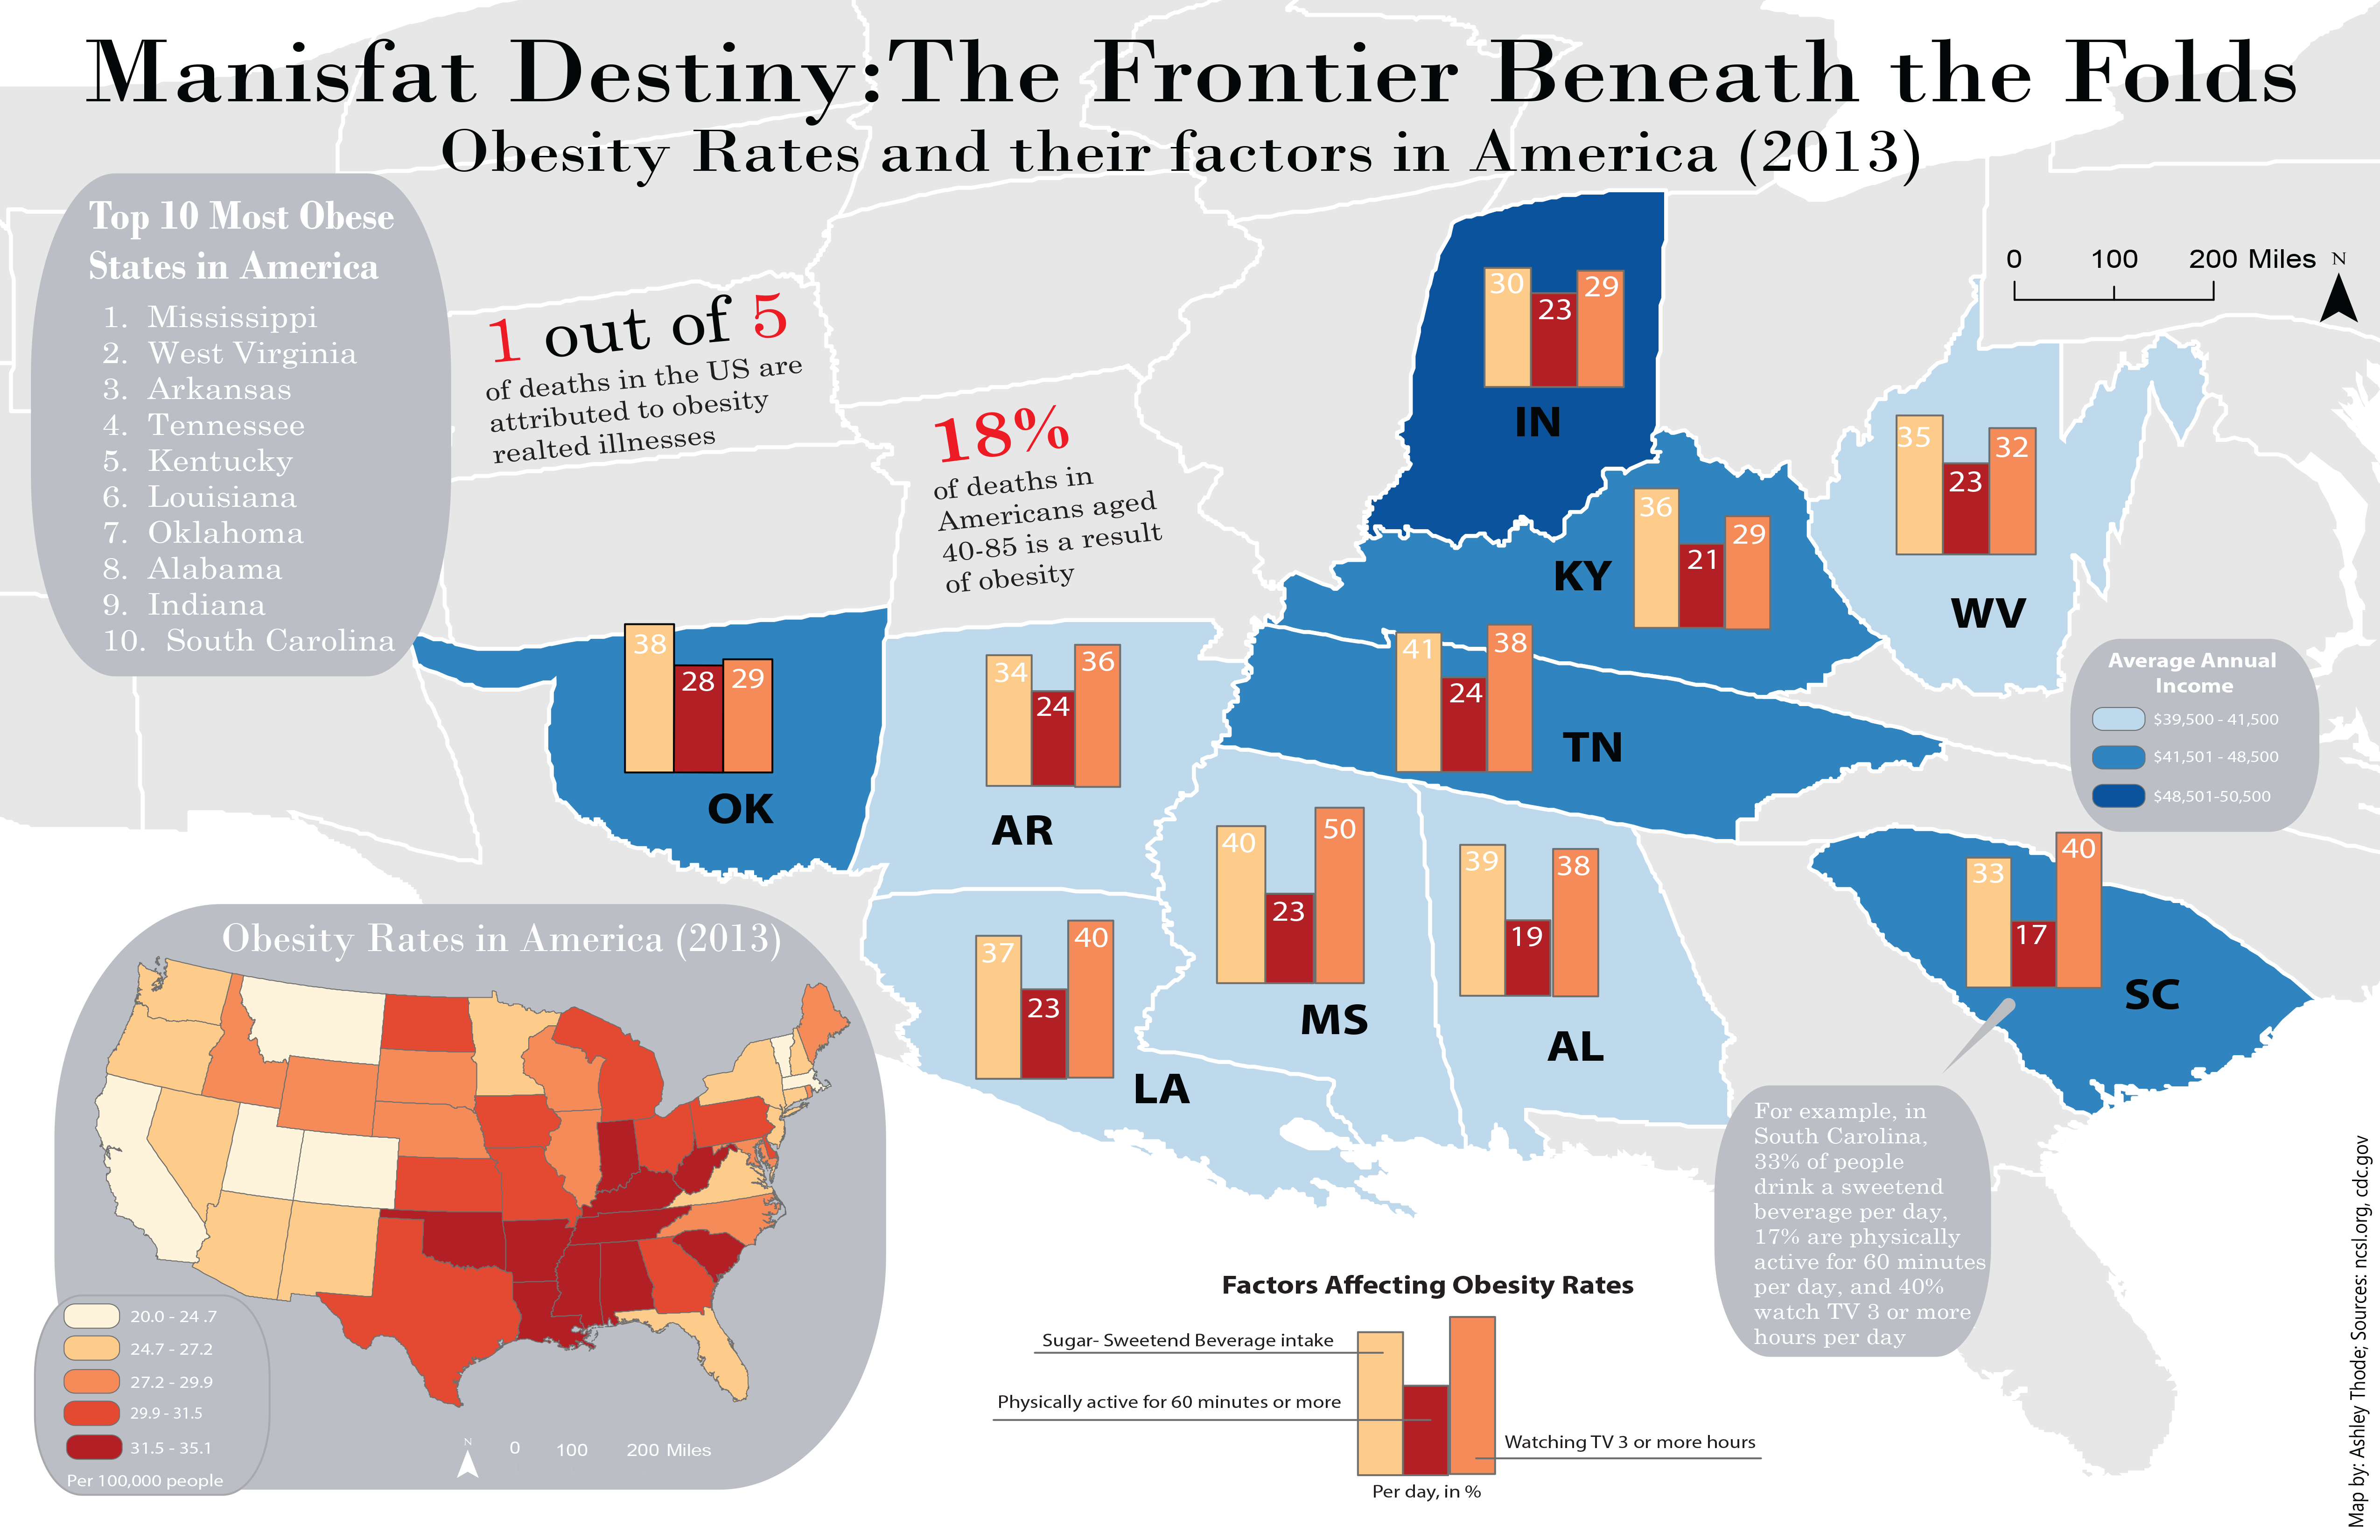 Manisfat Destiny:The Frontier Beneath the Folds
Obesity Rates and their factors in America (2013)
Top 10 Most Obese
States in America
1. Mississippi
2. West Virginia
3. Arkansas
4. Tennessee
5. Kentucky
6. Louisiana
7. Oklahoma
8. Alabama
9. Indiana
10. South Carolina
1 out of 5
of deaths in the US are
attributed to obesity
realted illnesses
18%
of deaths in
Americans aged
40-85 is a result
of obesity
0 100 200 Miles N
30 23 29
IN
35 23 32
WV
36 21 29
KY
38 28 29
OK
34 24 36
AR
41 24 38
TN
Average Annual
Income
$39,500 - 41,500
$41,501 - 48,500
$48,501-50,500
40 23 50
MS
39 19 38
AL
33 17 40
SC
37 23 40
LA
For example, in
South Carolina,
33% of people
drink a sweetend
beverage per day,
17% are physically
active for 60 minutes
per day, and 40%
watch TV 3 or more
hours per day
Obesity Rates in America (2013)
20.0 - 24 .7
24.7 - 27.2
27.2 - 29.9
29.9 - 31.5
31.5 - 35.1
Per 100,000 people
N 0 100 200 Miles
Factors Affecting Obesity Rates
Sugar- Sweetend Beverage intake
Physically active for 60 minutes or more
Watching TV 3 or more hours
Per day, in %
Map by: Ashley Thode; Sources: ncsl.org, cdc.gov